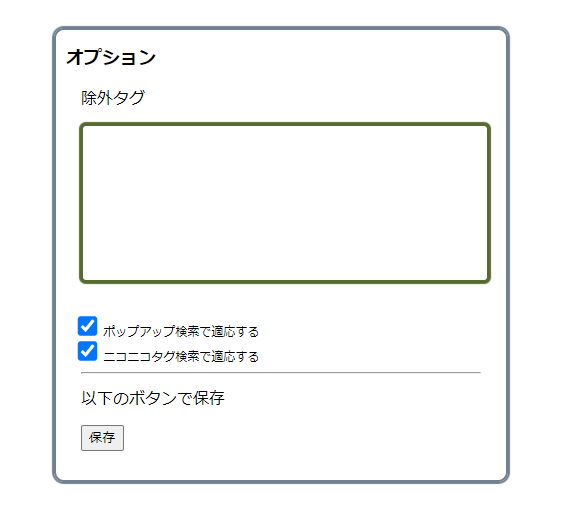 オプション
除外タグ
ポップアップ検索で適応する
ニコニコタグ検索で適応する
以下のボタンで保存
保存